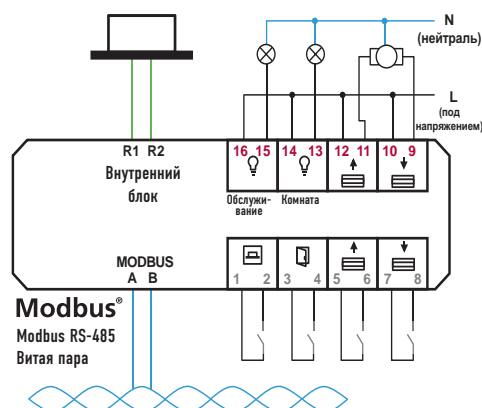 N
(нейтраль)
L
(под
напряжением)
R1 R2
16 15 14 13 12 11 10 9
Внутренний
блок
Обслужи-
вание
Комната
MODBUS
A B
1 2 3 4 5 6 7 8
Modbus®
Modbus RS-485
Витая пара